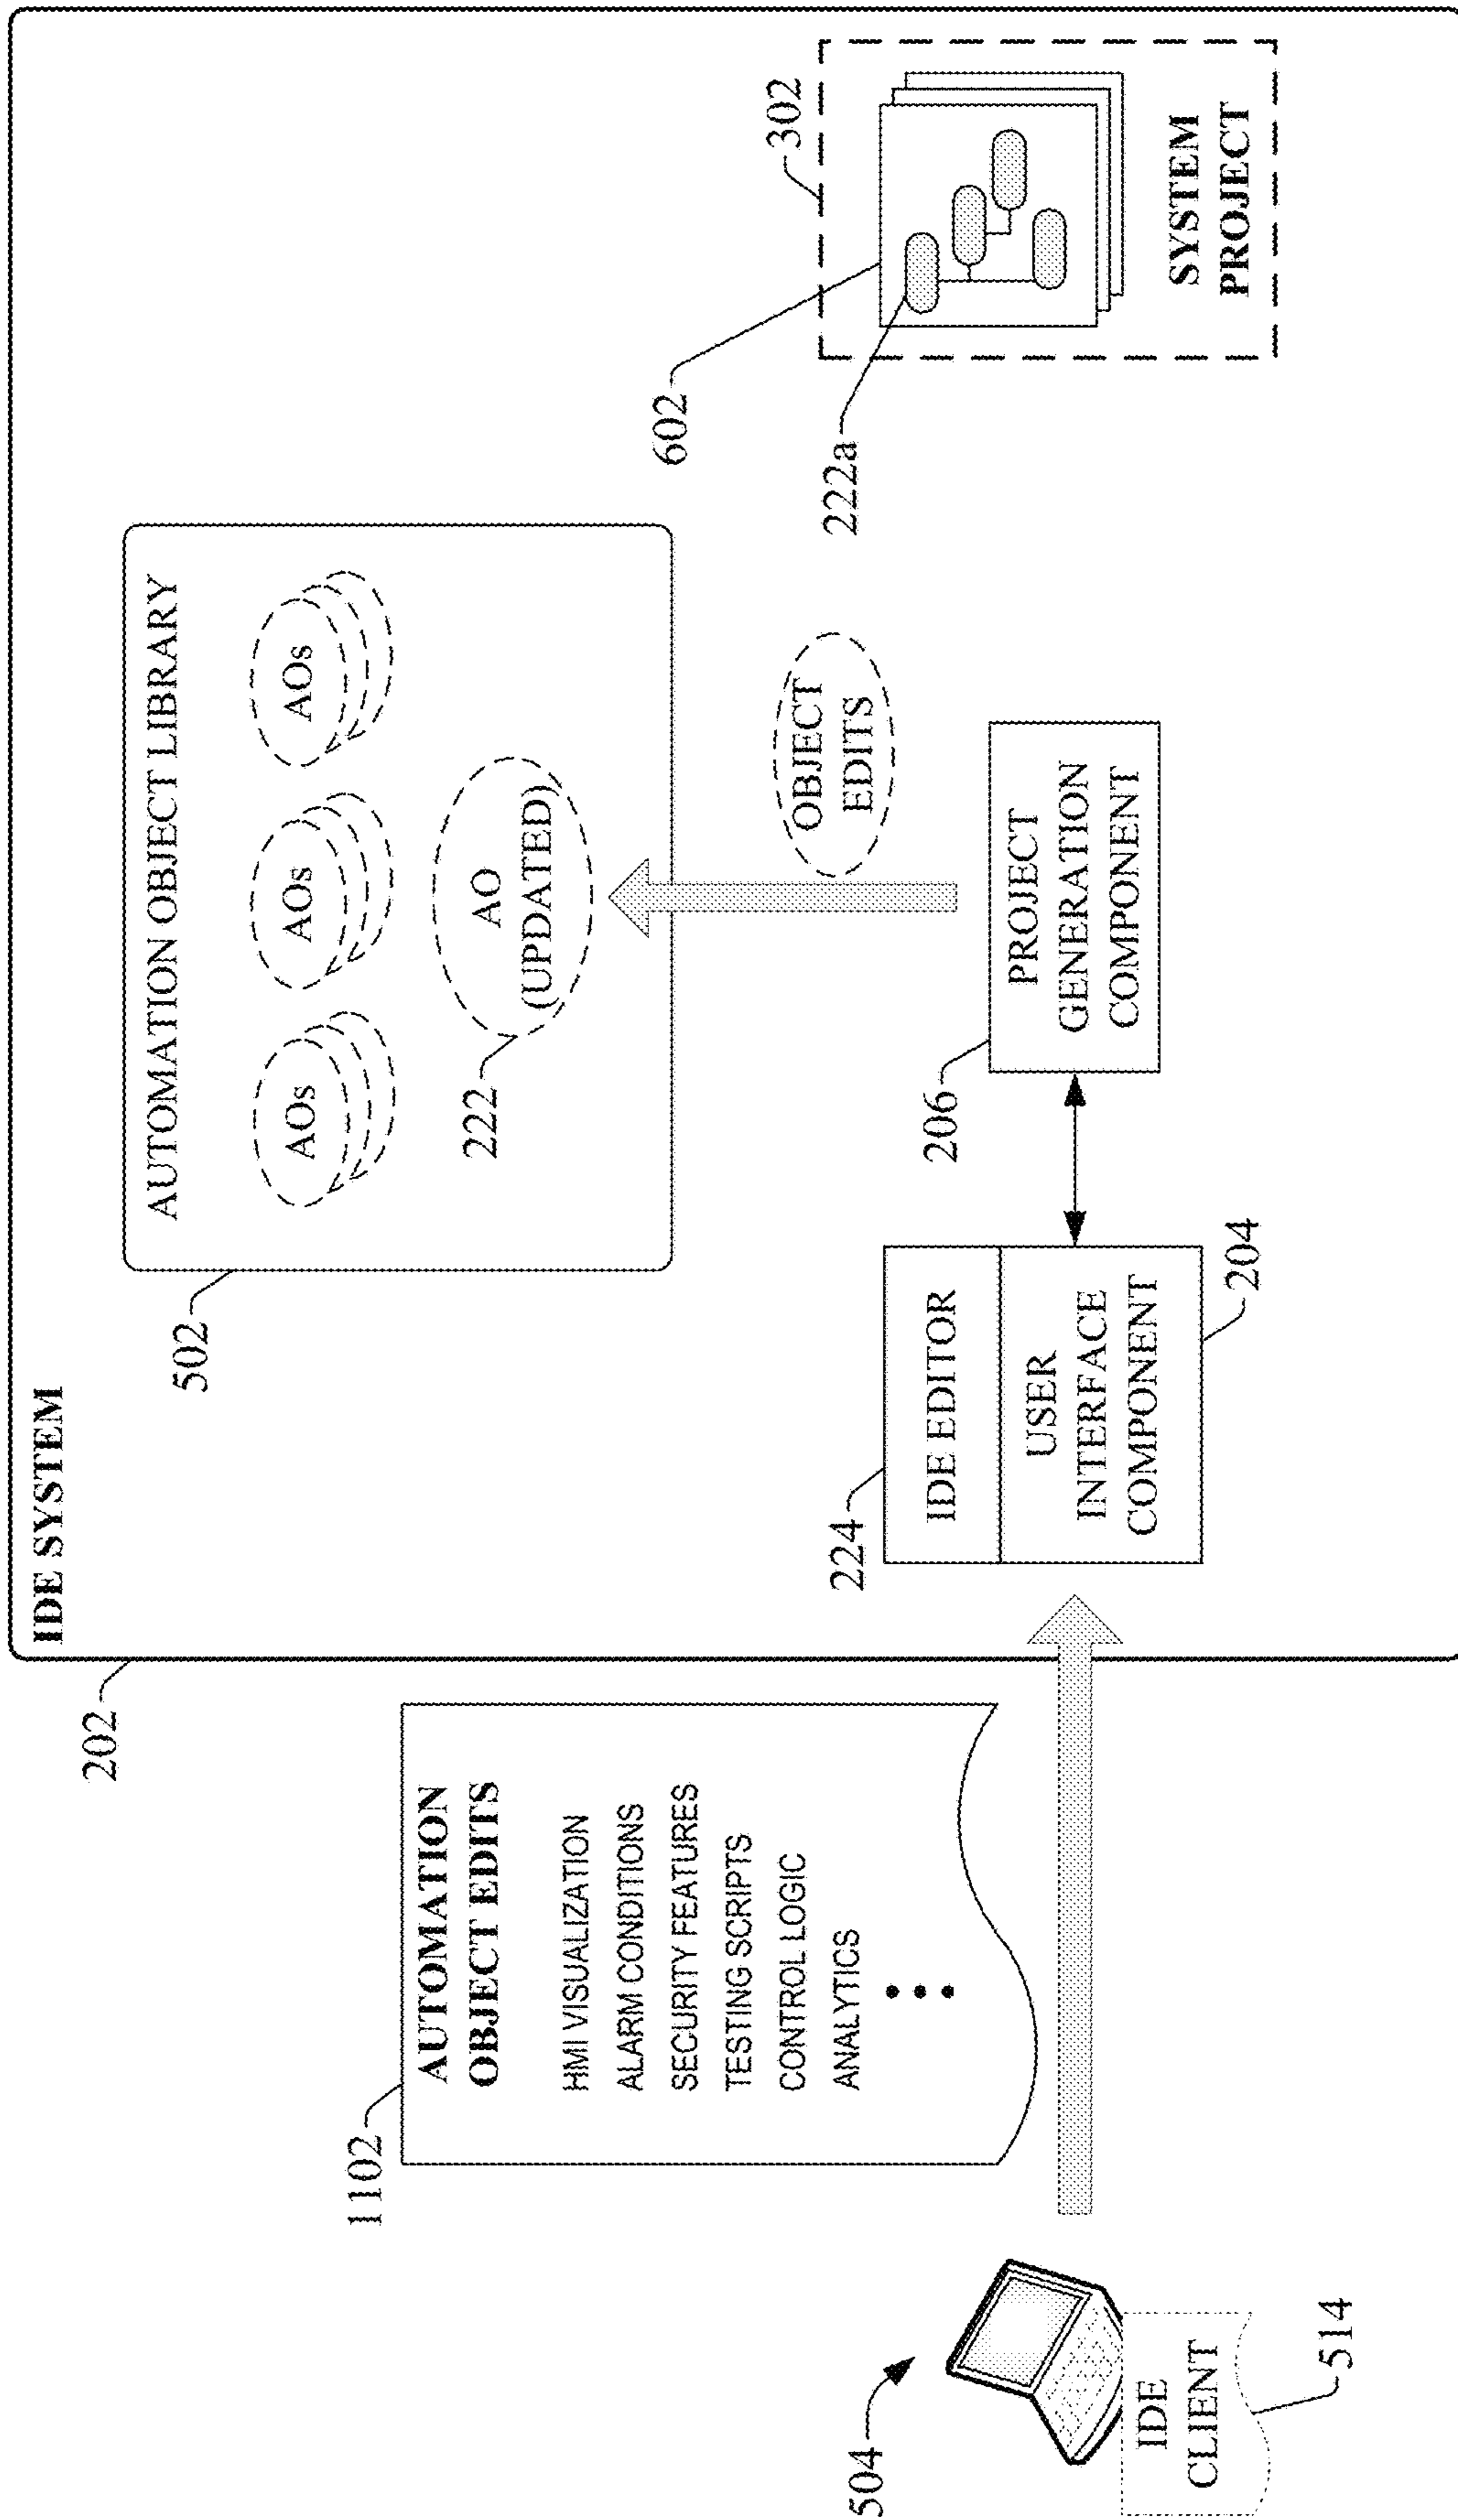 IDE SYSTEM
202
AUTOMATION OBJECT LIBRARY
AOs
AOs
AOs
AO
(UPDATED)
222
502
OBJECT
EDITS
1102
AUTOMATION
OBJECT EDITS
HMI VISUALIZATION
ALARM CONDITIONS
SECURITY FEATURES
TESTING SCRIPTS
CONTROL LOGIC
ANALYTICS
504
IDE
CLIENT
514
224
IDE EDITOR
USER
INTERFACE
COMPONENT
204
206
PROJECT
GENERATION
COMPONENT
602
222a
302
SYSTEM
PROJECT